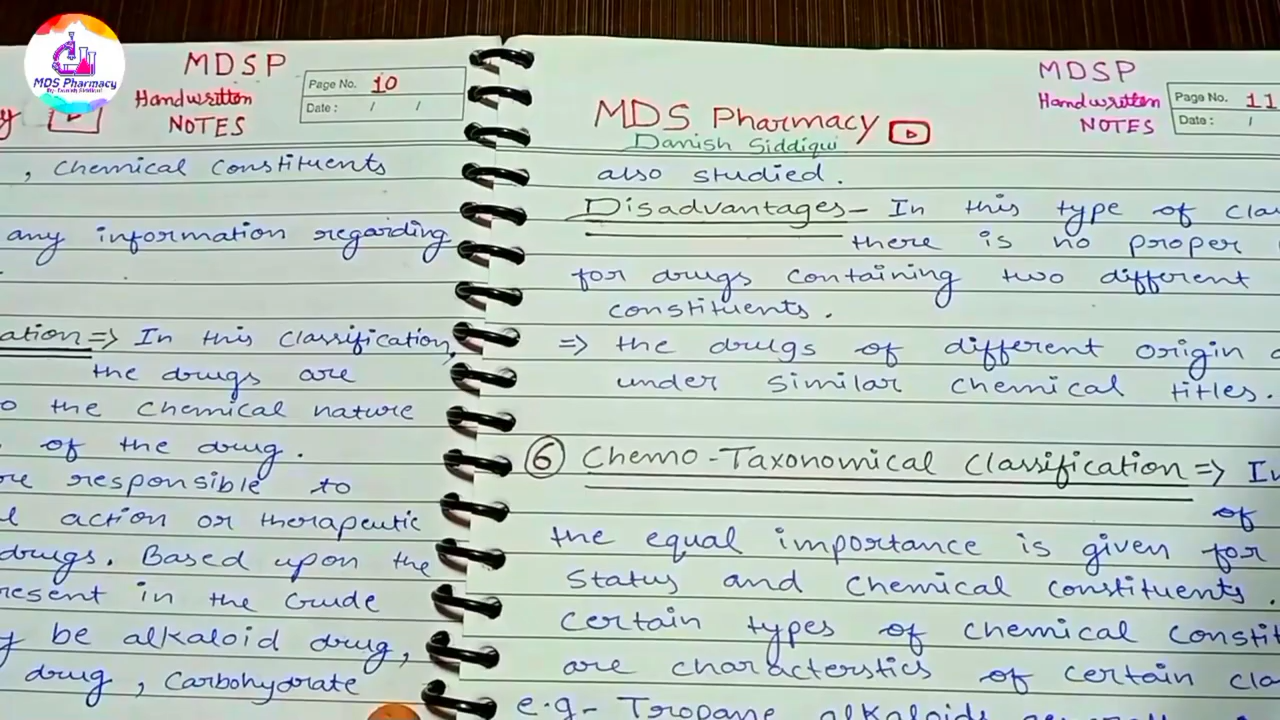 MDS Pharmacy
MDSP
Handwritten
NOTES
Page No. 10
Date : / /
, Chemical Constituents
any information regarding
ation => In this classification,
the drugs are
the chemical nature
of the drug.
responsible to
action or therapeutic
drugs. Based upon the
resent in the crude
be alkaloid drug,
drug, Carbohydrate
MDSP
Handwritten
NOTES
Page No. 11
Date : /
MDS Pharmacy
Danish Siddiqui
also studied.
Disadvantages - In this type of cla
there is no proper
for drugs containing two different
constituents.
=> the drugs of different origin
under similar chemical titles.
6 Chemo-Taxonomical Classification => In
of
the equal importance is given for
status and chemical constituents.
certain types of chemical constit
are characterstics of certain cla
e.g- Tropane alkaloids